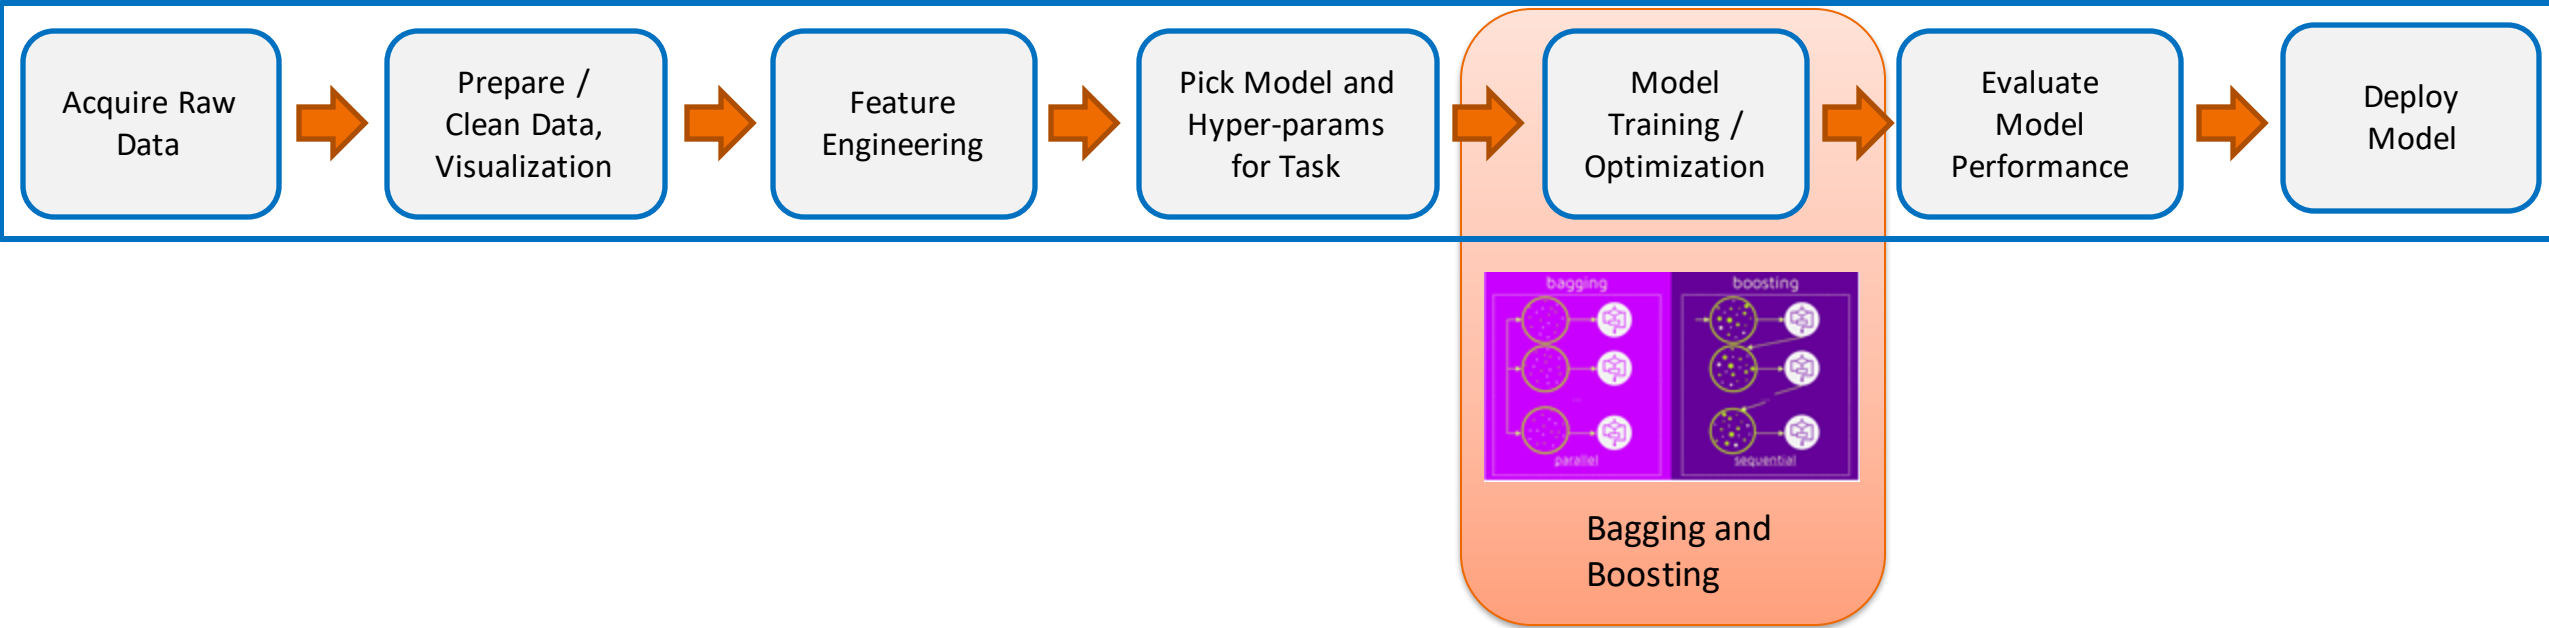 Acquire Raw
Data
Prepare /
Clean Data,
Visualization
Feature
Engineering
Pick Model and
Hyper-params
for Task
Model
Training /
Optimization
Evaluate
Model
Performance
Deploy
Model
bagging
parallel
boosting
sequential
Bagging and
Boosting